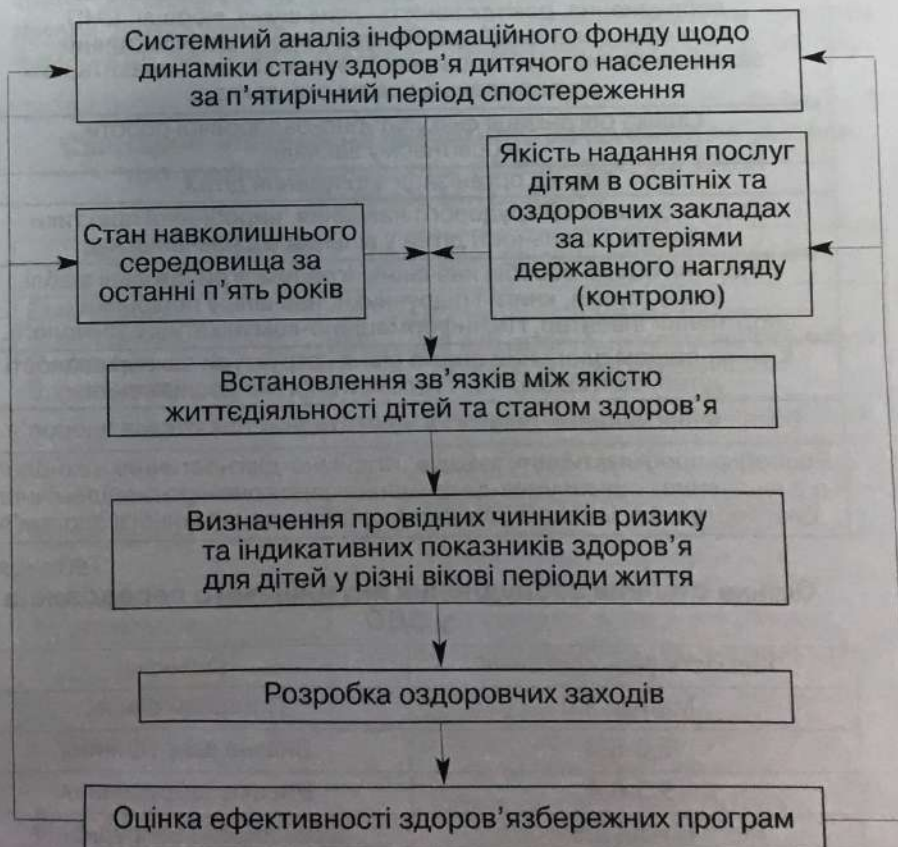 Системний аналіз інформаційного фонду щодо
динаміки стану здоров'я дитячого населення
за п'ятирічний період спостереження
Стан навколишнього
середовища за
останні п'ять років
Якість надання послуг
дітям в освітніх та
оздоровчих закладах
за критеріями
державного нагляду
(контролю)
Встановлення зв'язків між якістю
життєдіяльності дітей та станом здоров'я
Визначення провідних чинників ризику
та індикативних показників здоров'я
для дітей у різні вікові періоди життя
Розробка оздоровчих заходів
Оцінка ефективності здоров'язбережних програм